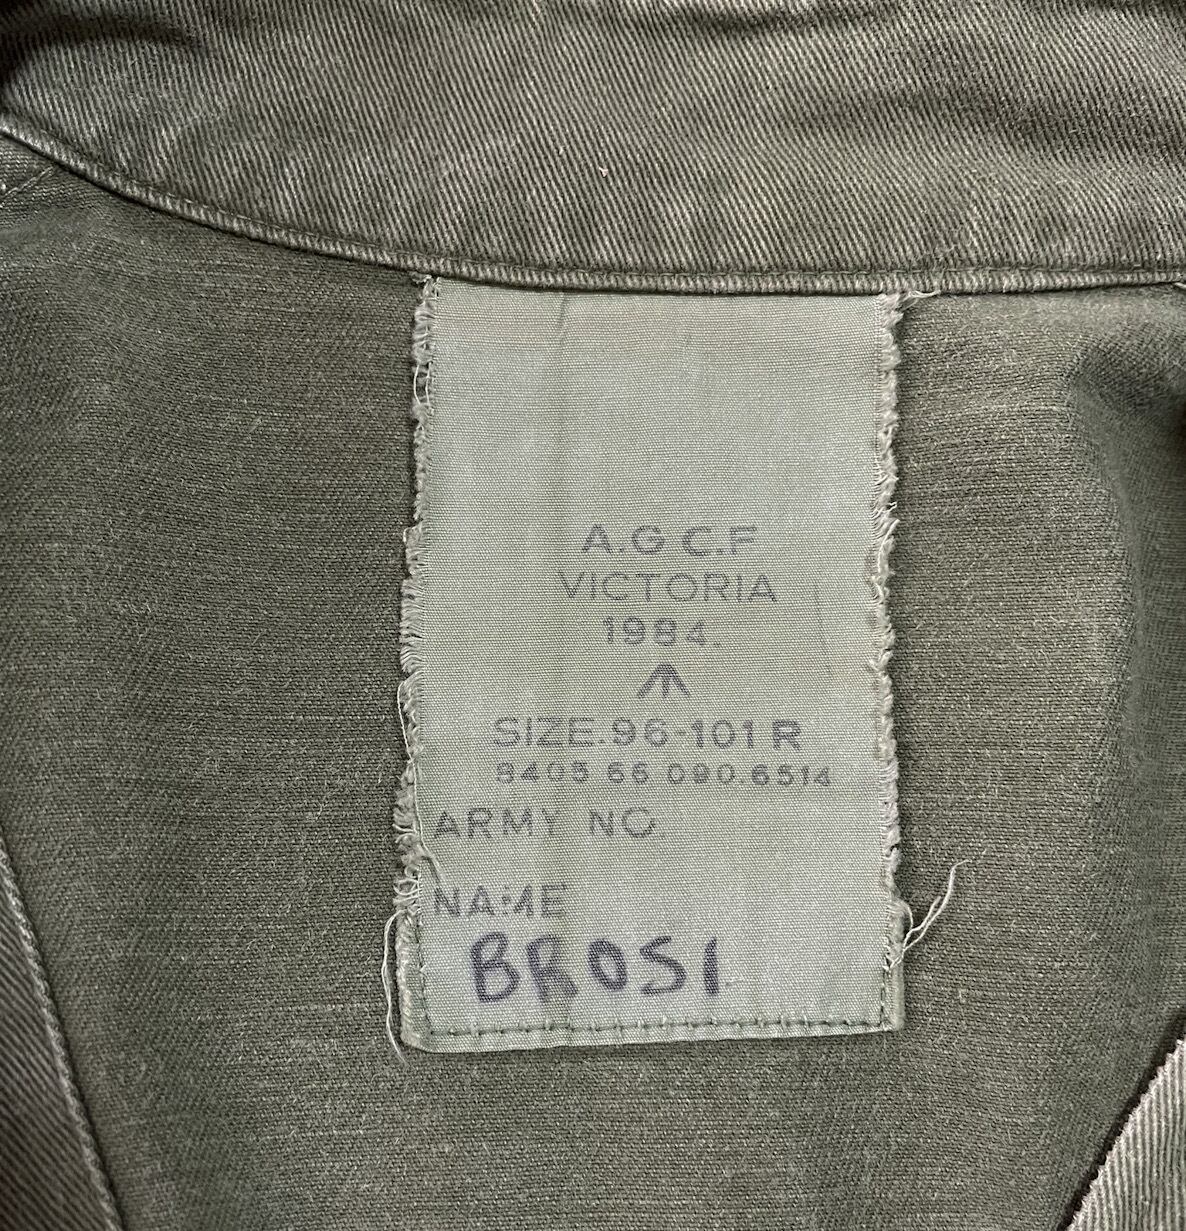 A.G.C.F
VICTORIA
1984.
SIZE.96-101 R
8405 66 090 6514
ARMY NO.
NAME
BROSI